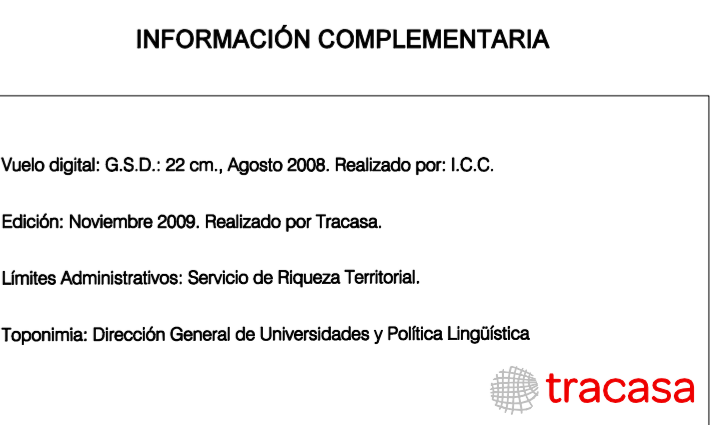 INFORMACIÓN COMPLEMENTARIA
Vuelo digital: G.S.D.: 22 cm., Agosto 2008. Realizado por: I.C.C.
Edición: Noviembre 2009. Realizado por Tracasa.
Límites Administrativos: Servicio de Riqueza Territorial.
Toponimia: Dirección General de Universidades y Política Lingüística
tracasa